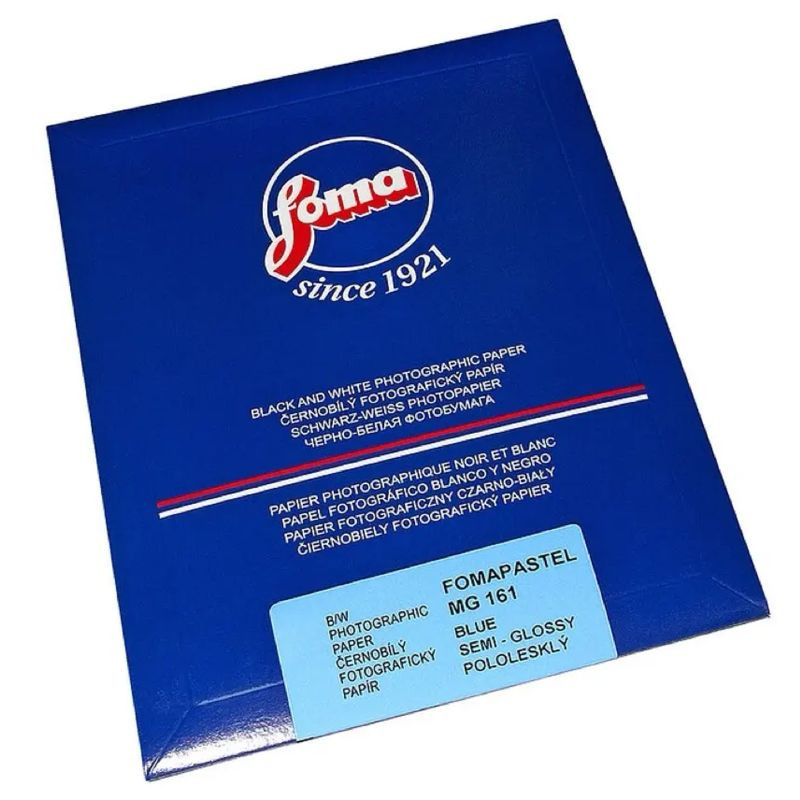 foma
since 1921
BLACK AND WHITE PHOTOGRAPHIC PAPER
ČERNOBÍLÝ FOTOGRAFICKÝ PAPÍR
SCHWARZ-WEISS PHOTOPAPIER
ЧЕРНО-БЕЛАЯ ФОТОБУМАГА
PAPIER PHOTOGRAPHIQUE NOIR ET BLANC
PAPEL FOTOGRÁFICO BLANCO Y NEGRO
PAPIER FOTOGRAFICZNY CZARNO-BIAŁY
ČIERNOBIELY FOTOGRAFICKÝ PAPIER
B/W
PHOTOGRAPHIC
PAPER
ČERNOBÍLÝ
FOTOGRAFICKÝ
PAPÍR
FOMAPASTEL
MG 161
BLUE
SEMI - GLOSSY
POLOLESKLÝ